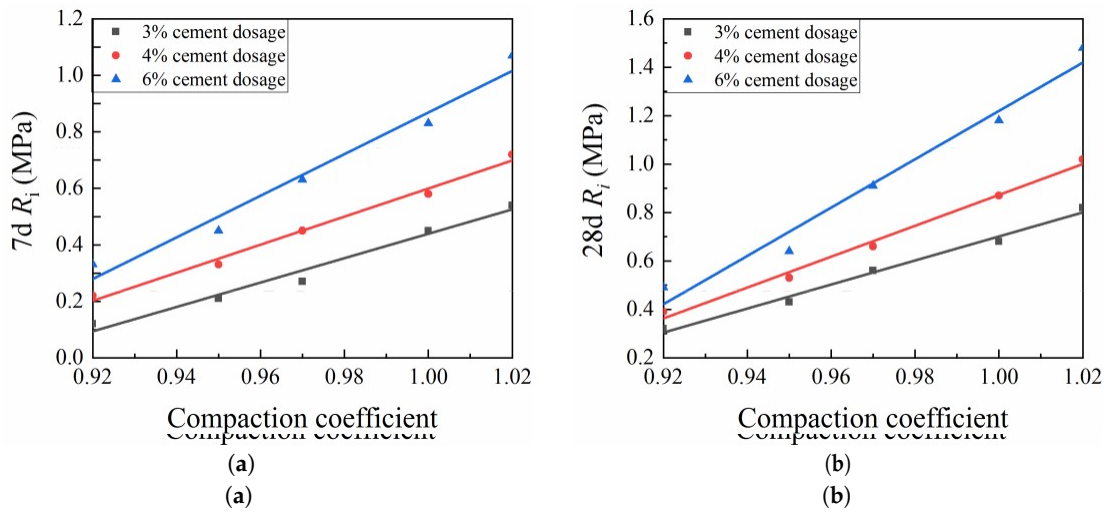 1.2
1.0
0.8
0.6
0.4
0.2
0.0
7d Ri (MPa)
3% cement dosage
4% cement dosage
6% cement dosage
0.92 0.94 0.96 0.98 1.00 1.02
Compaction coefficient
Compaction coefficient
(a)
(a)
1.6
1.4
1.2
1.0
0.8
0.6
0.4
0.2
28d Ri (MPa)
3% cement dosage
4% cement dosage
6% cement dosage
0.92 0.94 0.96 0.98 1.00 1.02
Compaction coefficient
Compaction coefficient
(b)
(b)